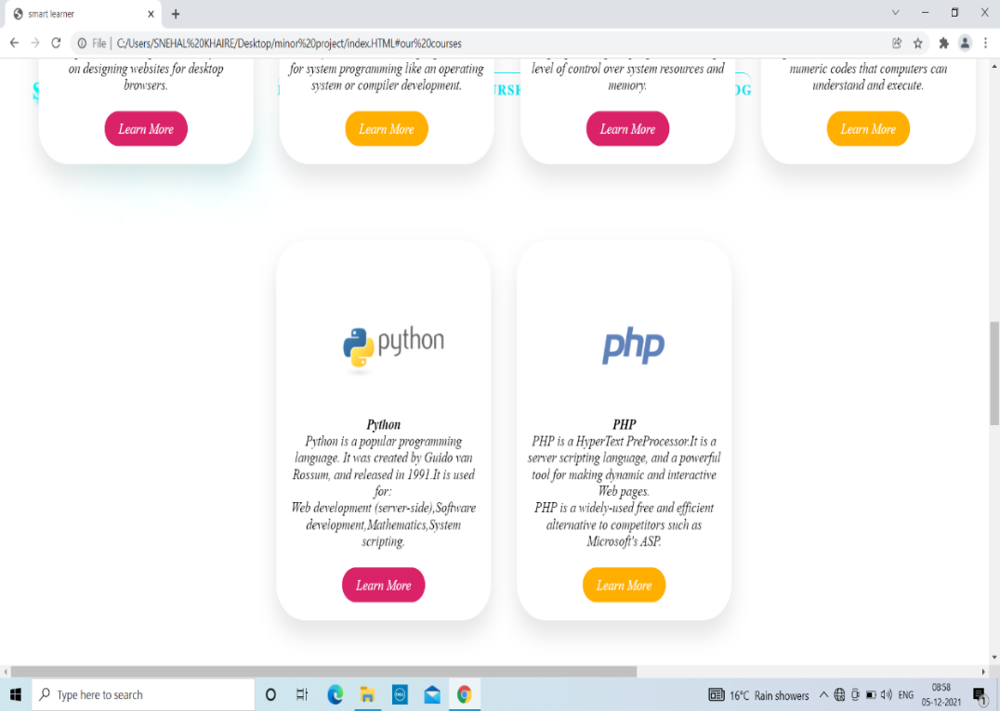 smart learner
File | C:/Users/SNEHAL%20KHAIRE/Desktop/minor%20project/index.HTML#our%20courses
on designing websites for desktop
browsers.
Learn More
for system programming like an operating
system or compiler development.
Learn More
level of control over system resources and
memory.
Learn More
numeric codes that computers can
understand and execute.
Learn More
python
Python
Python is a popular programming
language. It was created by Guido van
Rossum, and released in 1991.It is used
for:
Web development (server-side),Software
development,Mathematics,System
scripting.
Learn More
php
PHP
PHP is a HyperText PreProcessor.It is a
server scripting language, and a powerful
tool for making dynamic and interactive
Web pages.
PHP is a widely-used free and efficient
alternative to competitors such as
Microsoft's ASP.
Learn More
Type here to search
16°C Rain showers
ENG
08:58
05-12-2021
1